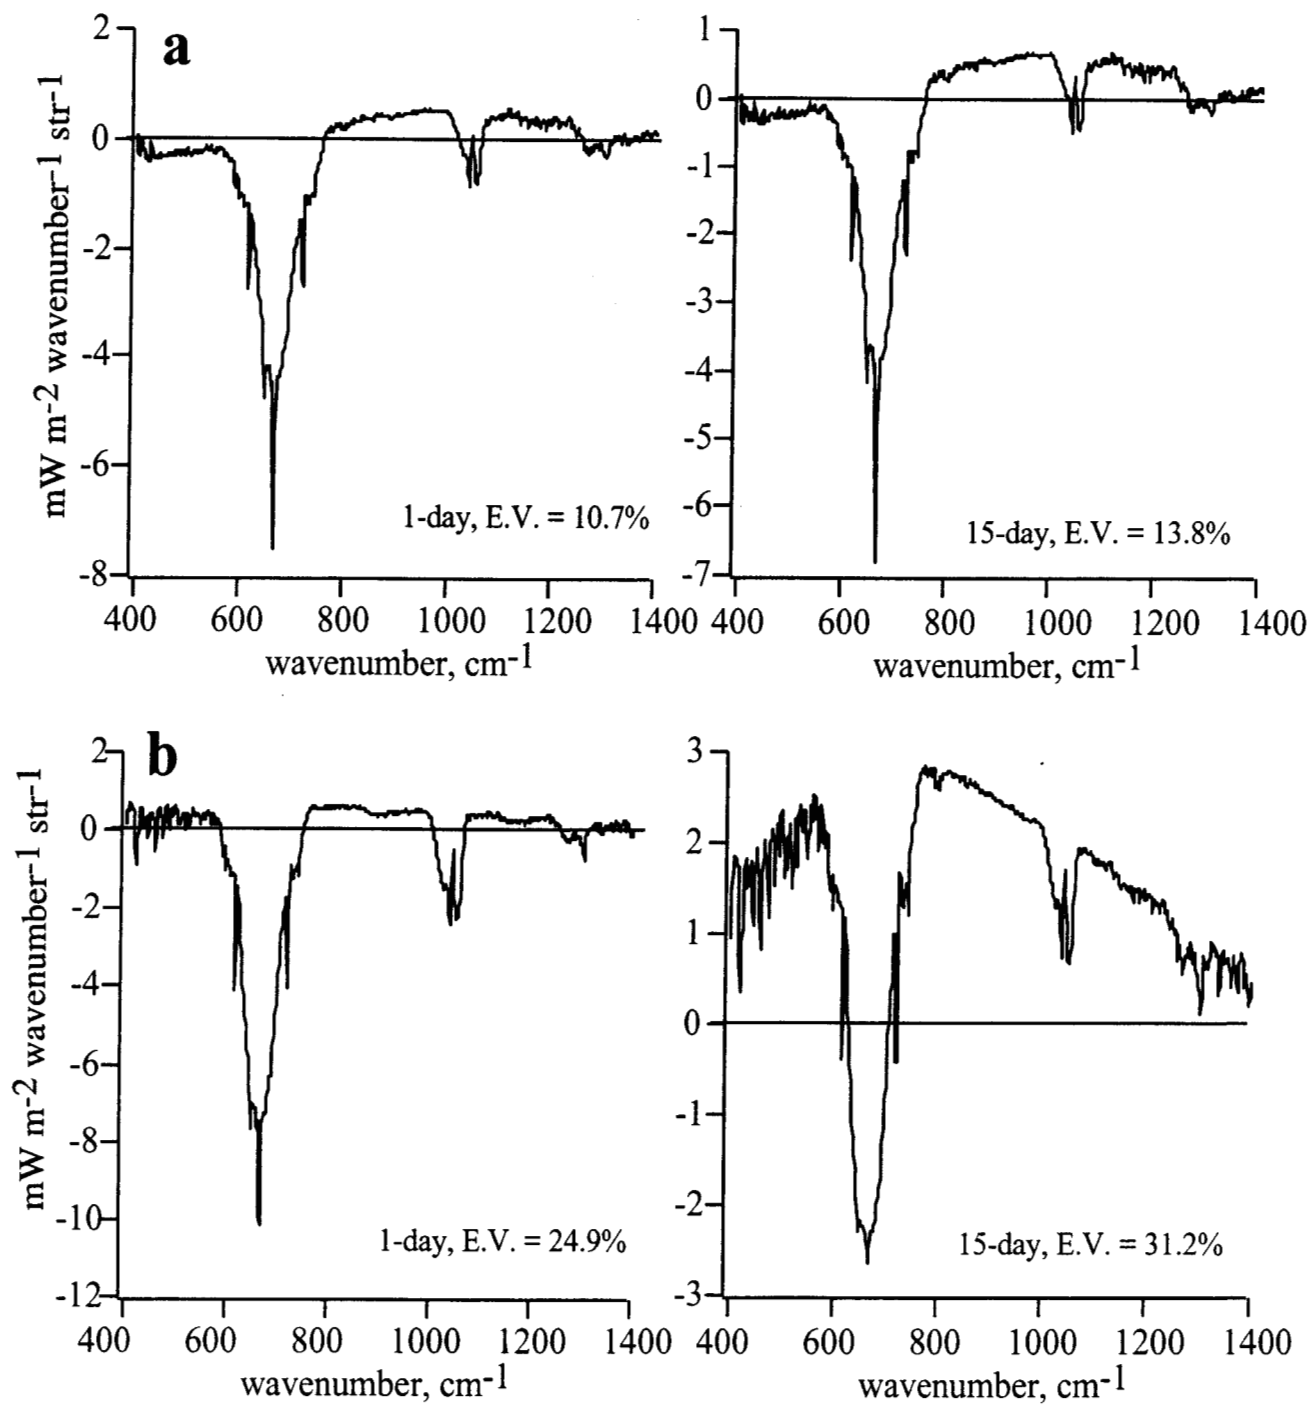 a
mW m-2 wavenumber-1 str-1
2
0
-2
-4
-6
-8
1-day, E.V. = 10.7%
400 600 800 1000 1200 1400
wavenumber, cm-1
1
0
-1
-2
-3
-4
-5
-6
-7
15-day, E.V. = 13.8%
400 600 800 1000 1200 1400
wavenumber, cm-1
b
mW m-2 wavenumber-1 str-1
2
0
-2
-4
-6
-8
-10
-12
1-day, E.V. = 24.9%
400 600 800 1000 1200 1400
wavenumber, cm-1
3
2
1
0
-1
-2
-3
15-day, E.V. = 31.2%
400 600 800 1000 1200 1400
wavenumber, cm-1